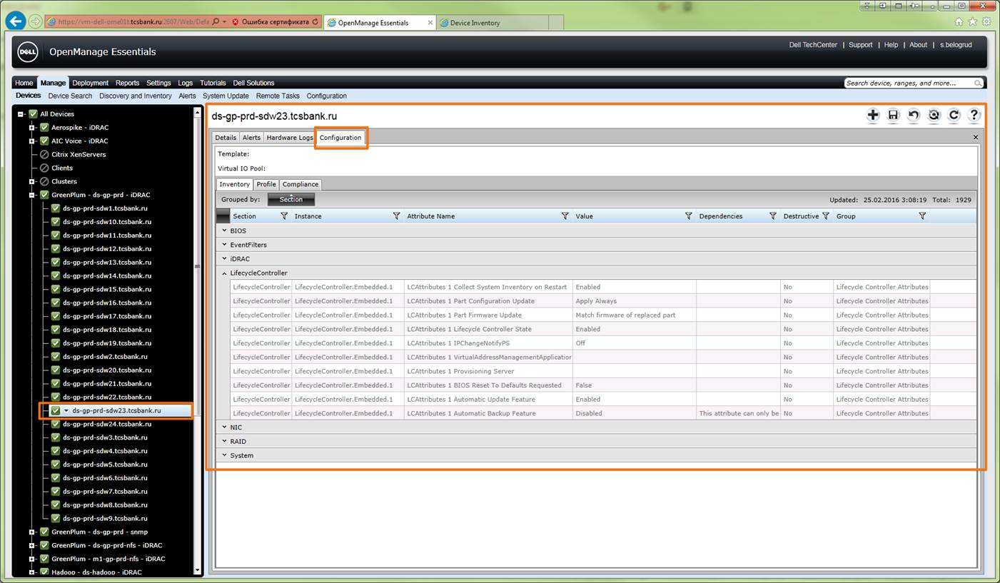 https://vm-dell-ome01t.tcsbank.ru:2607/Web/Defa
Ошибка сертификата
OpenManage Essentials
Device Inventory
DELL
OpenManage Essentials
Dell TechCenter | Support | Help | About | s.belogrud
Home Manage Deployment Reports Settings Logs Tutorials Dell Solutions
Search device, ranges, and more...
Devices Device Search Discovery and Inventory Alerts System Update Remote Tasks Configuration
All Devices
Aerospike - iDRAC
AIC Voice - iDRAC
Citrix XenServers
Clients
Clusters
GreenPlum - ds-gp-prd - iDRAC
ds-gp-prd-sdw1.tcsbank.ru
ds-gp-prd-sdw10.tcsbank.ru
ds-gp-prd-sdw11.tcsbank.ru
ds-gp-prd-sdw12.tcsbank.ru
ds-gp-prd-sdw13.tcsbank.ru
ds-gp-prd-sdw14.tcsbank.ru
ds-gp-prd-sdw15.tcsbank.ru
ds-gp-prd-sdw16.tcsbank.ru
ds-gp-prd-sdw17.tcsbank.ru
ds-gp-prd-sdw18.tcsbank.ru
ds-gp-prd-sdw19.tcsbank.ru
ds-gp-prd-sdw2.tcsbank.ru
ds-gp-prd-sdw20.tcsbank.ru
ds-gp-prd-sdw21.tcsbank.ru
ds-gp-prd-sdw22.tcsbank.ru
ds-gp-prd-sdw23.tcsbank.ru
ds-gp-prd-sdw24.tcsbank.ru
ds-gp-prd-sdw3.tcsbank.ru
ds-gp-prd-sdw4.tcsbank.ru
ds-gp-prd-sdw5.tcsbank.ru
ds-gp-prd-sdw6.tcsbank.ru
ds-gp-prd-sdw7.tcsbank.ru
ds-gp-prd-sdw8.tcsbank.ru
ds-gp-prd-sdw9.tcsbank.ru
GreenPlum - ds-gp-prd - snmp
GreenPlum - ds-gp-prd-nfs - iDRAC
GreenPlum - m1-gp-prd-nfs - iDRAC
Hadoop - ds-hadoop - iDRAC
ds-gp-prd-sdw23.tcsbank.ru
Details Alerts Hardware Logs Configuration
Template:
Virtual IO Pool:
Inventory Profile Compliance
Grouped by: Section
Updated: 25.02.2016 3:08:19 Total: 1929
Section Instance Attribute Name Value Dependencies Destructive Group
BIOS
EventFilters
iDRAC
LifecycleController
LifecycleController LifecycleController.Embedded.1 LCAttributes 1 Collect System Inventory on Restart Enabled No Lifecycle Controller Attributes
LifecycleController LifecycleController.Embedded.1 LCAttributes 1 Part Configuration Update Apply Always No Lifecycle Controller Attributes
LifecycleController LifecycleController.Embedded.1 LCAttributes 1 Part Firmware Update Match firmware of replaced part No Lifecycle Controller Attributes
LifecycleController LifecycleController.Embedded.1 LCAttributes 1 Lifecycle Controller State Enabled No Lifecycle Controller Attributes
LifecycleController LifecycleController.Embedded.1 LCAttributes 1 IPChangeNotifyPS Off No Lifecycle Controller Attributes
LifecycleController LifecycleController.Embedded.1 LCAttributes 1 VirtualAddressManagementApplication No Lifecycle Controller Attributes
LifecycleController LifecycleController.Embedded.1 LCAttributes 1 Provisioning Server No Lifecycle Controller Attributes
LifecycleController LifecycleController.Embedded.1 LCAttributes 1 BIOS Reset To Defaults Requested False No Lifecycle Controller Attributes
LifecycleController LifecycleController.Embedded.1 LCAttributes 1 Automatic Update Feature Enabled No Lifecycle Controller Attributes
LifecycleController LifecycleController.Embedded.1 LCAttributes 1 Automatic Backup Feature Disabled This attribute can only be No Lifecycle Controller Attributes
NIC
RAID
System